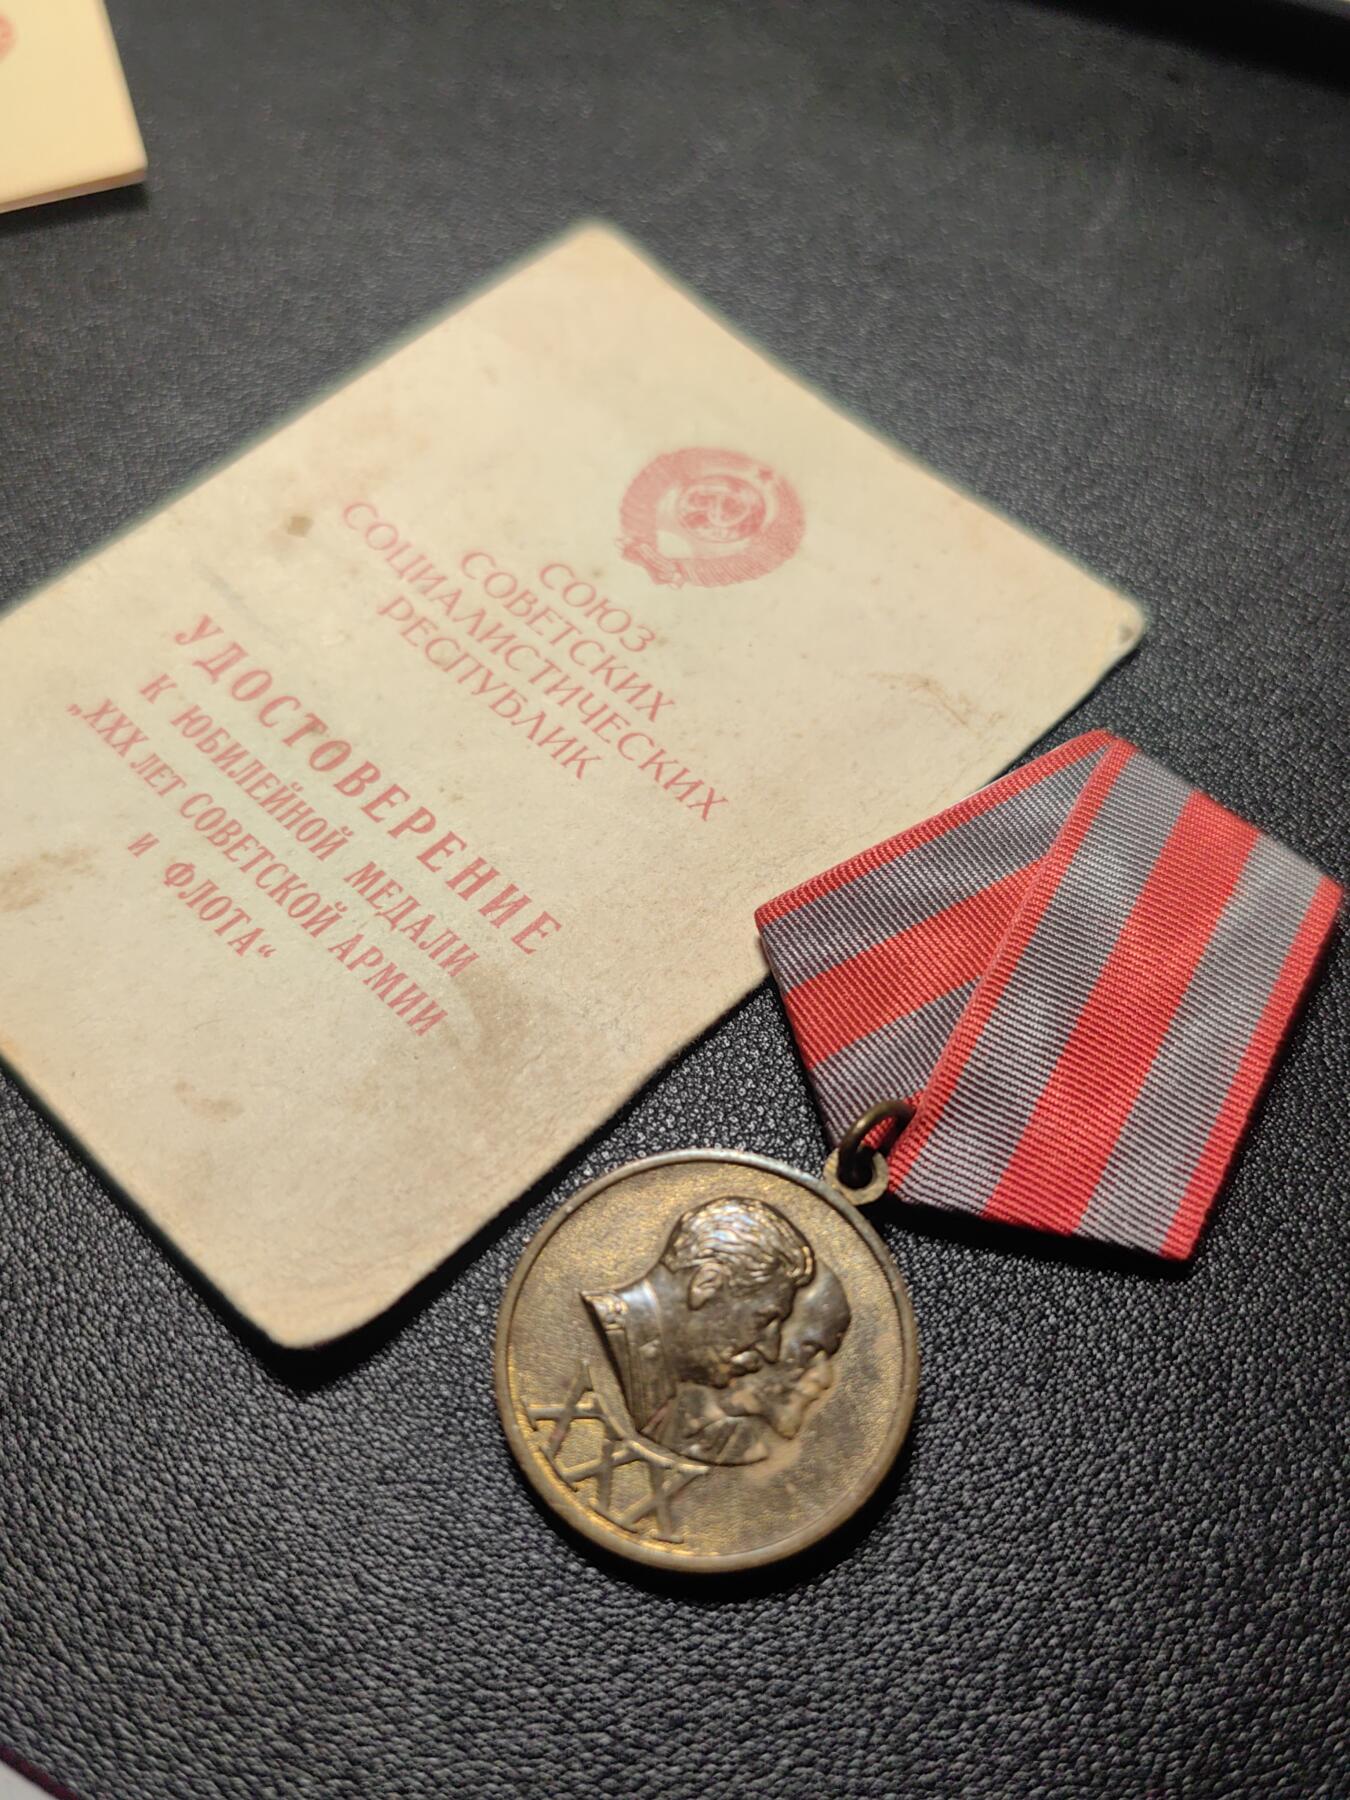 СОЮЗ
СОВЕТСКИХ
СОЦИАЛИСТИЧЕСКИХ
РЕСПУБЛИК
УДОСТОВЕРЕНИЕ
К ЮБИЛЕЙНОЙ МЕДАЛИ
„XXX ЛЕТ СОВЕТСКОЙ АРМИИ
И
ФЛОТА“
XXX